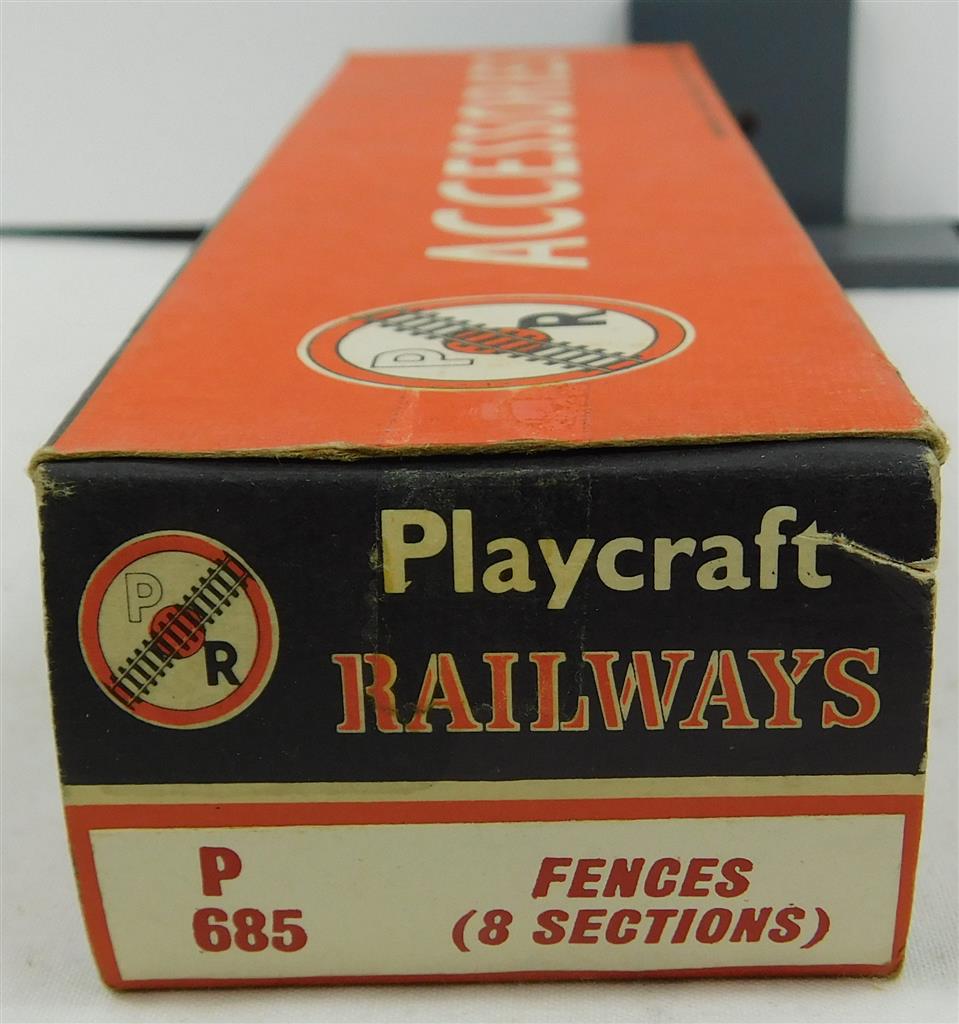 ACCESSORIES
P R
P R
Playcraft
RAILWAYS
P
685
FENCES
(8 SECTIONS)